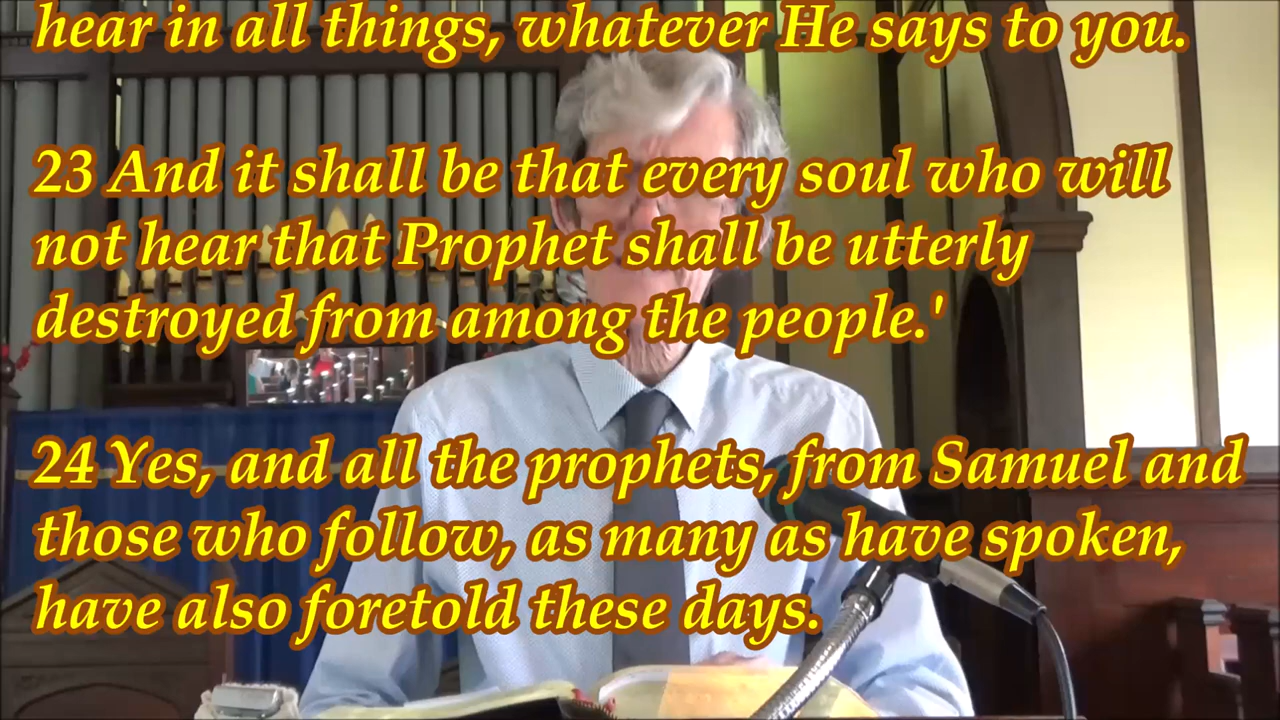 hear in all things, whatever He says to you.
23 And it shall be that every soul who will
not hear that Prophet shall be utterly
destroyed from among the people.'
24 Yes, and all the prophets, from Samuel and
those who follow, as many as have spoken,
have also foretold these days.